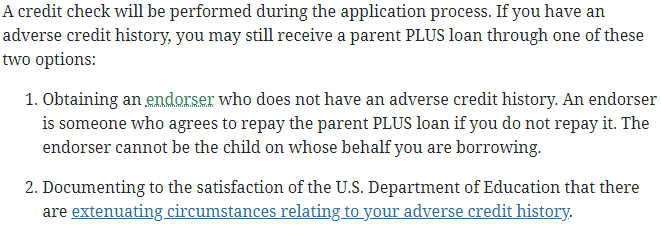 A credit check will be performed during the application process. If you have an
adverse credit history, you may still receive a parent PLUS loan through one of these
two options:
1. Obtaining an endorser who does not have an adverse credit history. An endorser
is someone who agrees to repay the parent PLUS loan if you do not repay it. The
endorser cannot be the child on whose behalf you are borrowing.
2. Documenting to the satisfaction of the U.S. Department of Education that there
are extenuating circumstances relating to your adverse credit history.